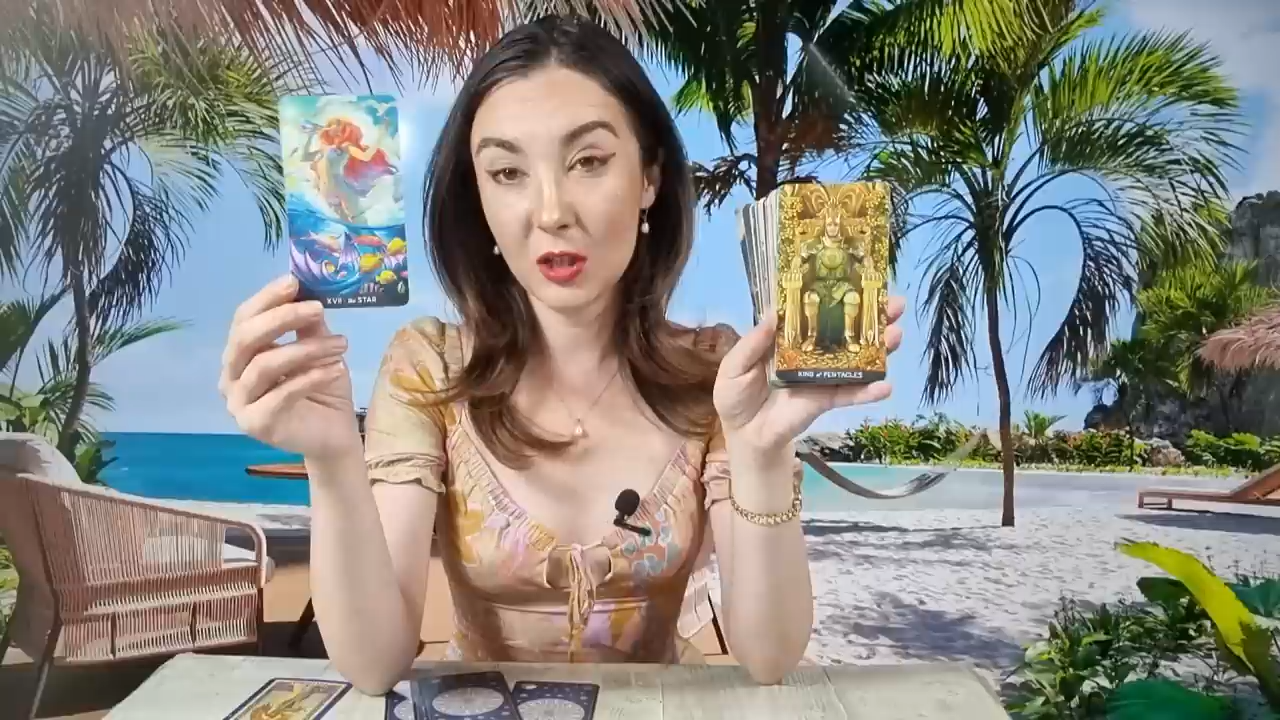 XVII · the STAR
KING of PENTACLES